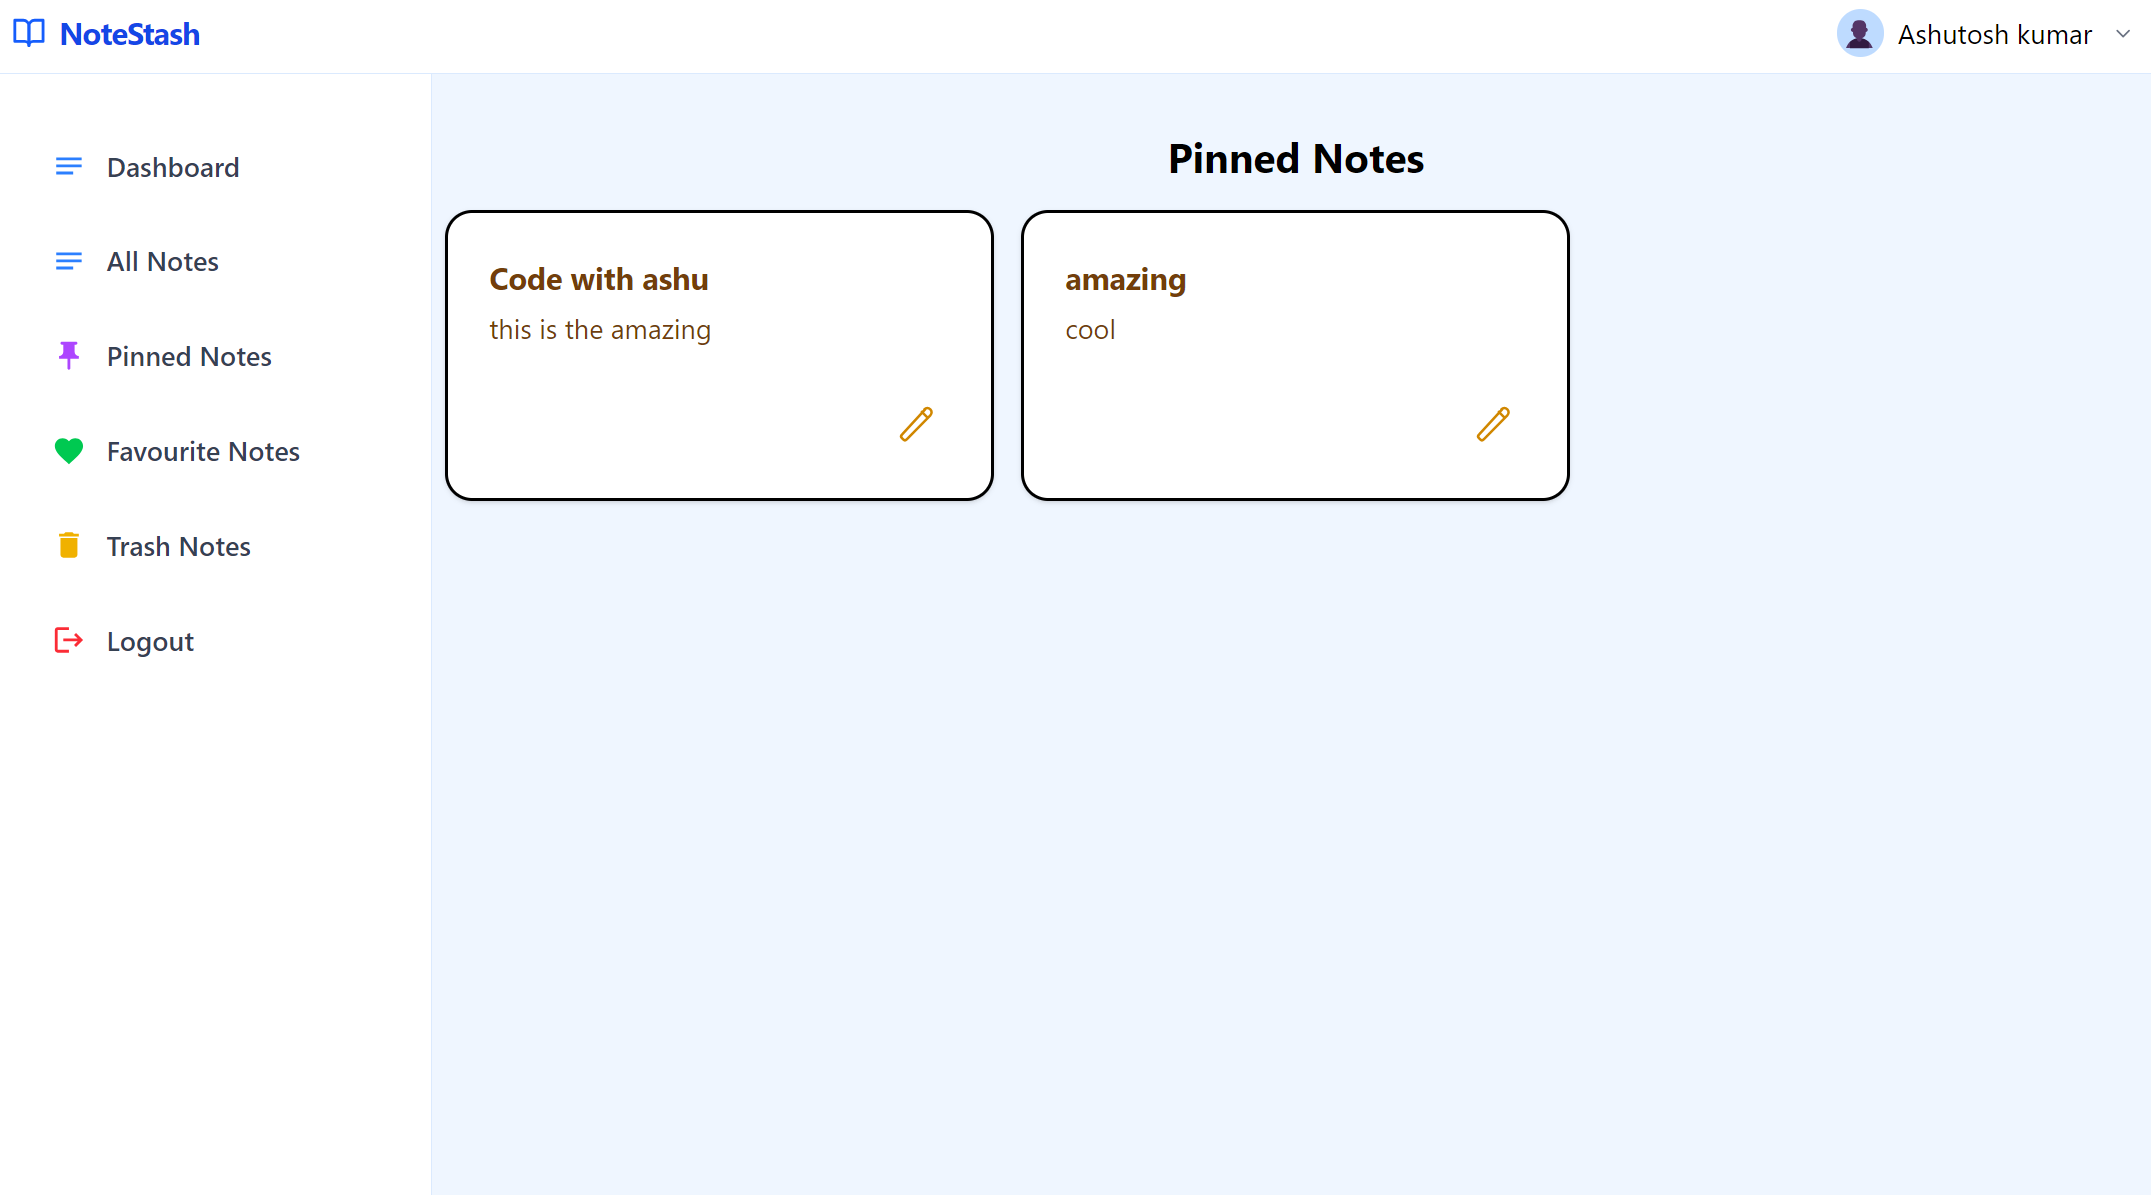 NoteStash
Ashutosh kumar
Dashboard
All Notes
Pinned Notes
Favourite Notes
Trash Notes
Logout
Pinned Notes
Code with ashu
this is the amazing
amazing
cool